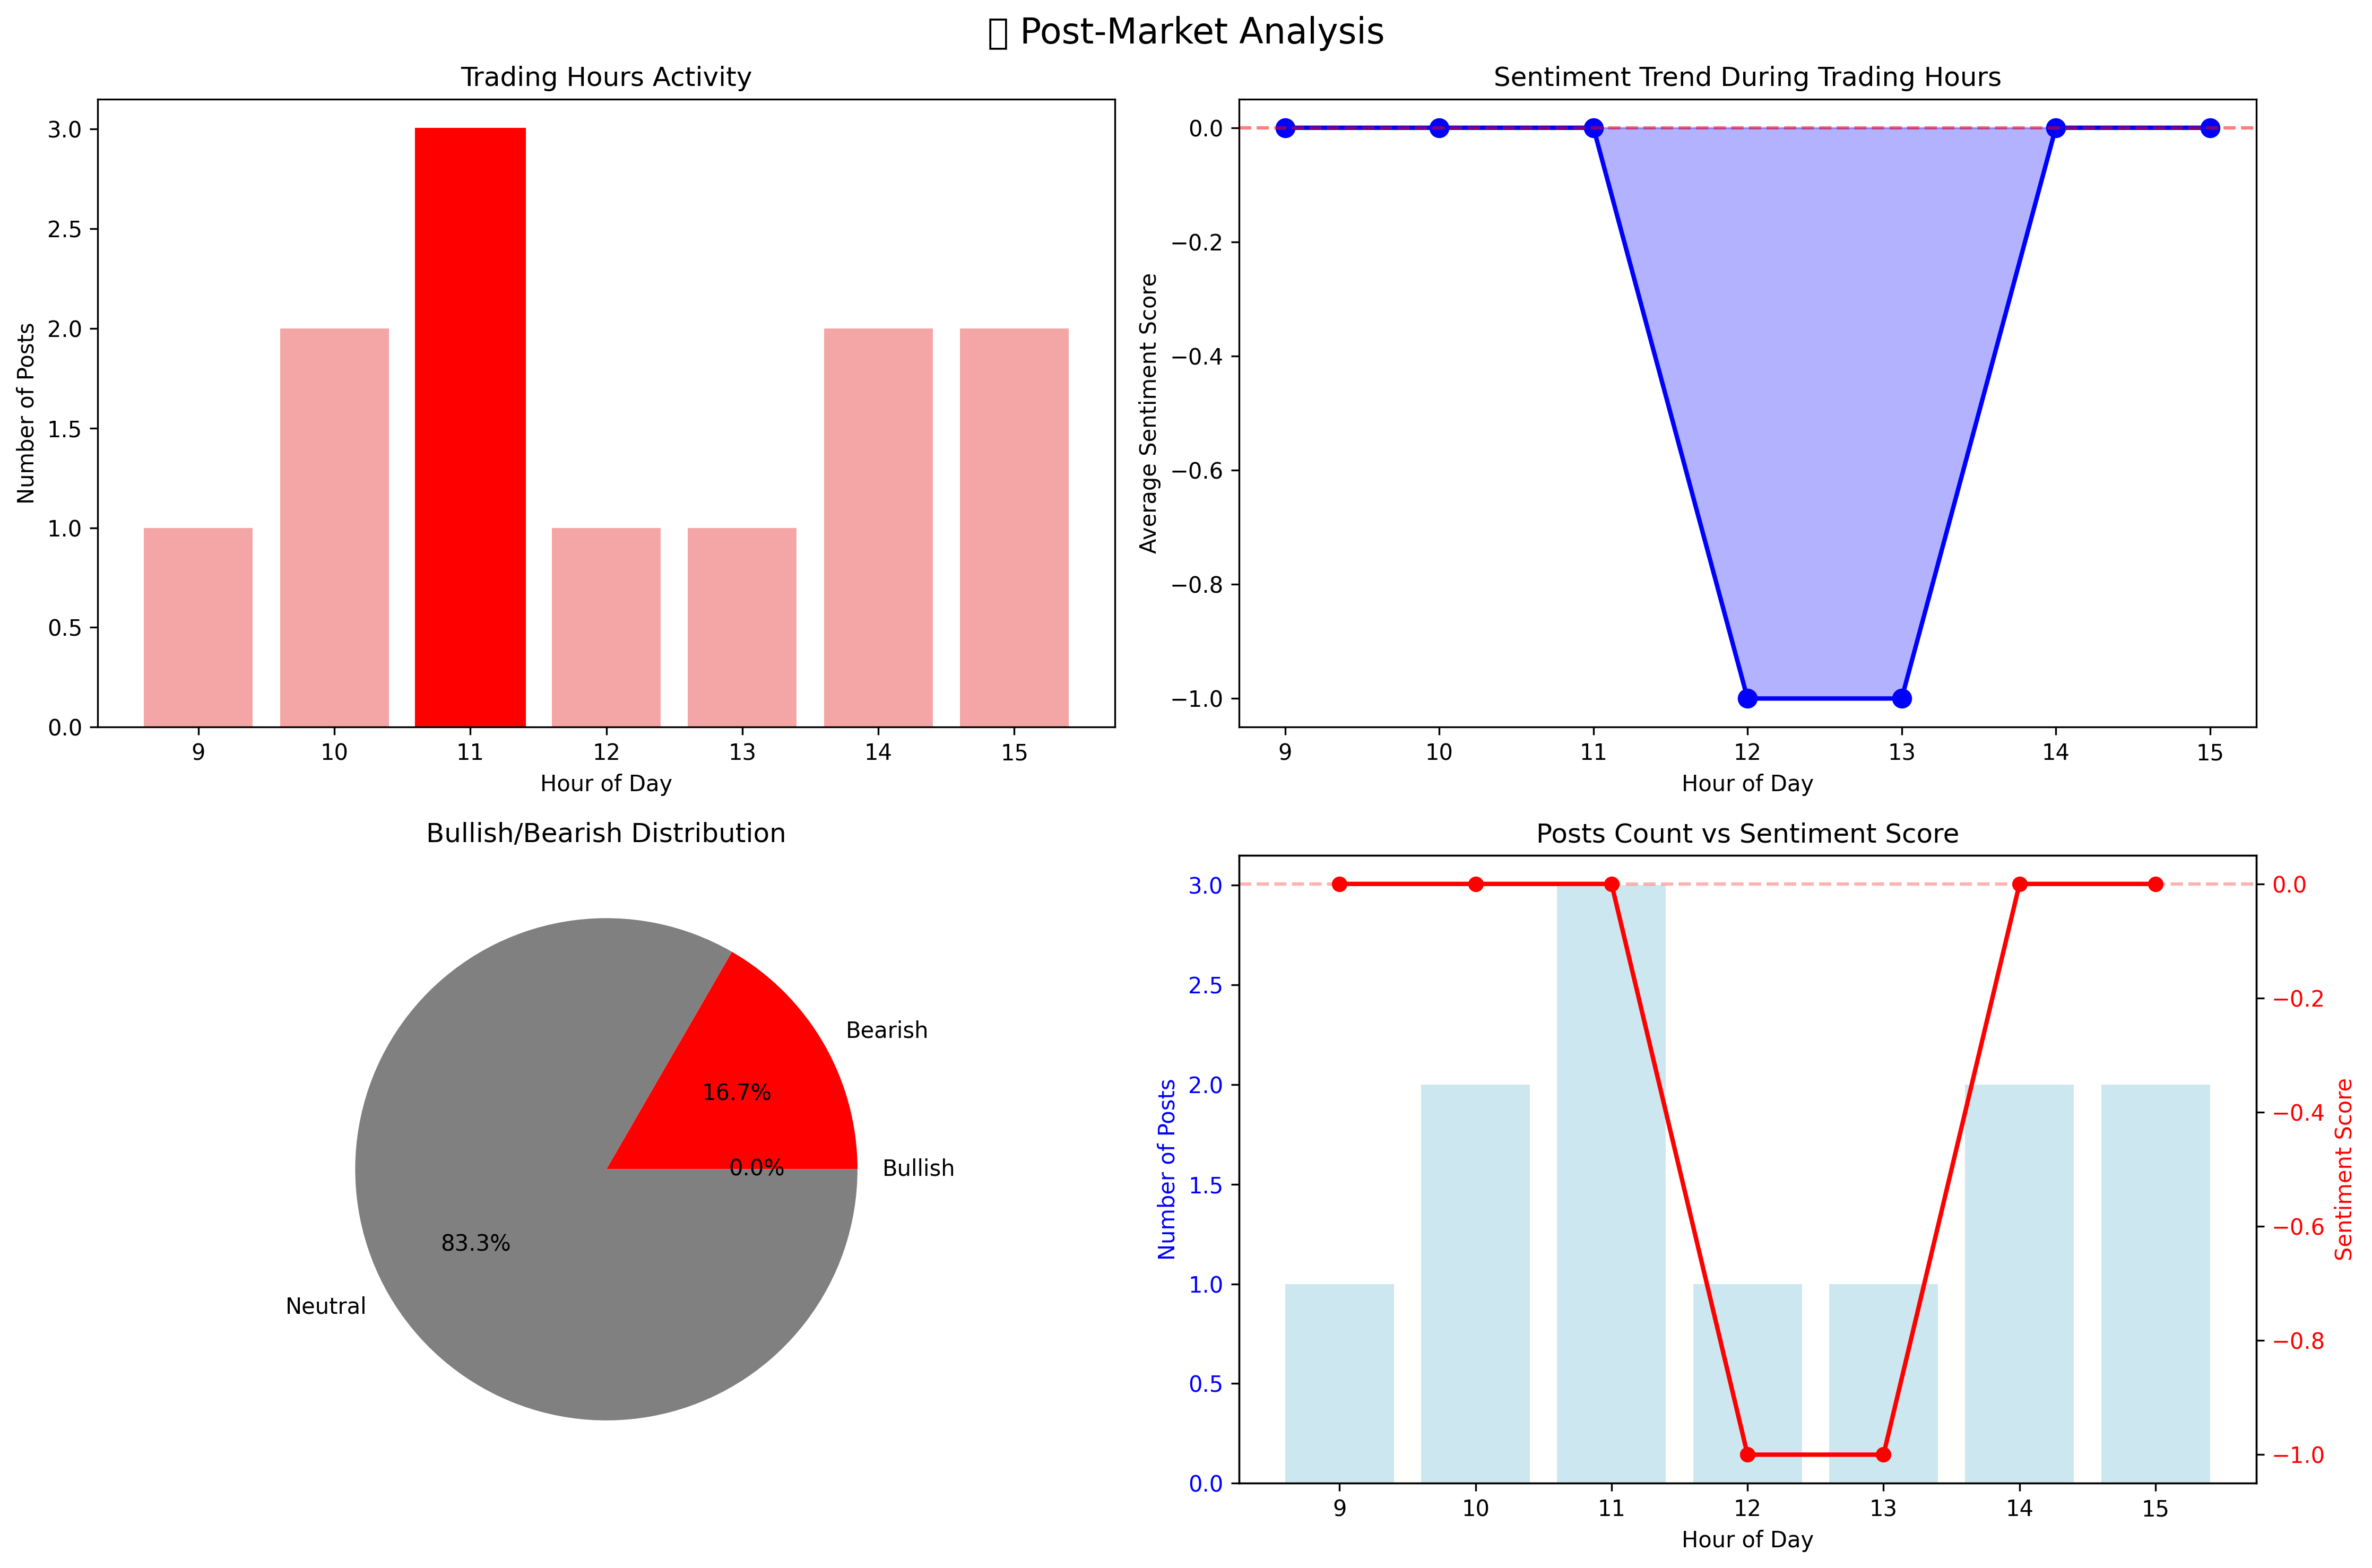 Post-Market Analysis
Trading Hours Activity
Number of Posts
3.0
2.5
2.0
1.5
1.0
0.5
0.0
9 10 11 12 13 14 15
Hour of Day
Sentiment Trend During Trading Hours
Average Sentiment Score
0.0
−0.2
−0.4
−0.6
−0.8
−1.0
9 10 11 12 13 14 15
Hour of Day
Bullish/Bearish Distribution
Bearish
16.7%
0.0%
Bullish
83.3%
Neutral
Posts Count vs Sentiment Score
Number of Posts
3.0
2.5
2.0
1.5
1.0
0.5
0.0
0.0
−0.2
−0.4
−0.6
−0.8
−1.0
Sentiment Score
9 10 11 12 13 14 15
Hour of Day